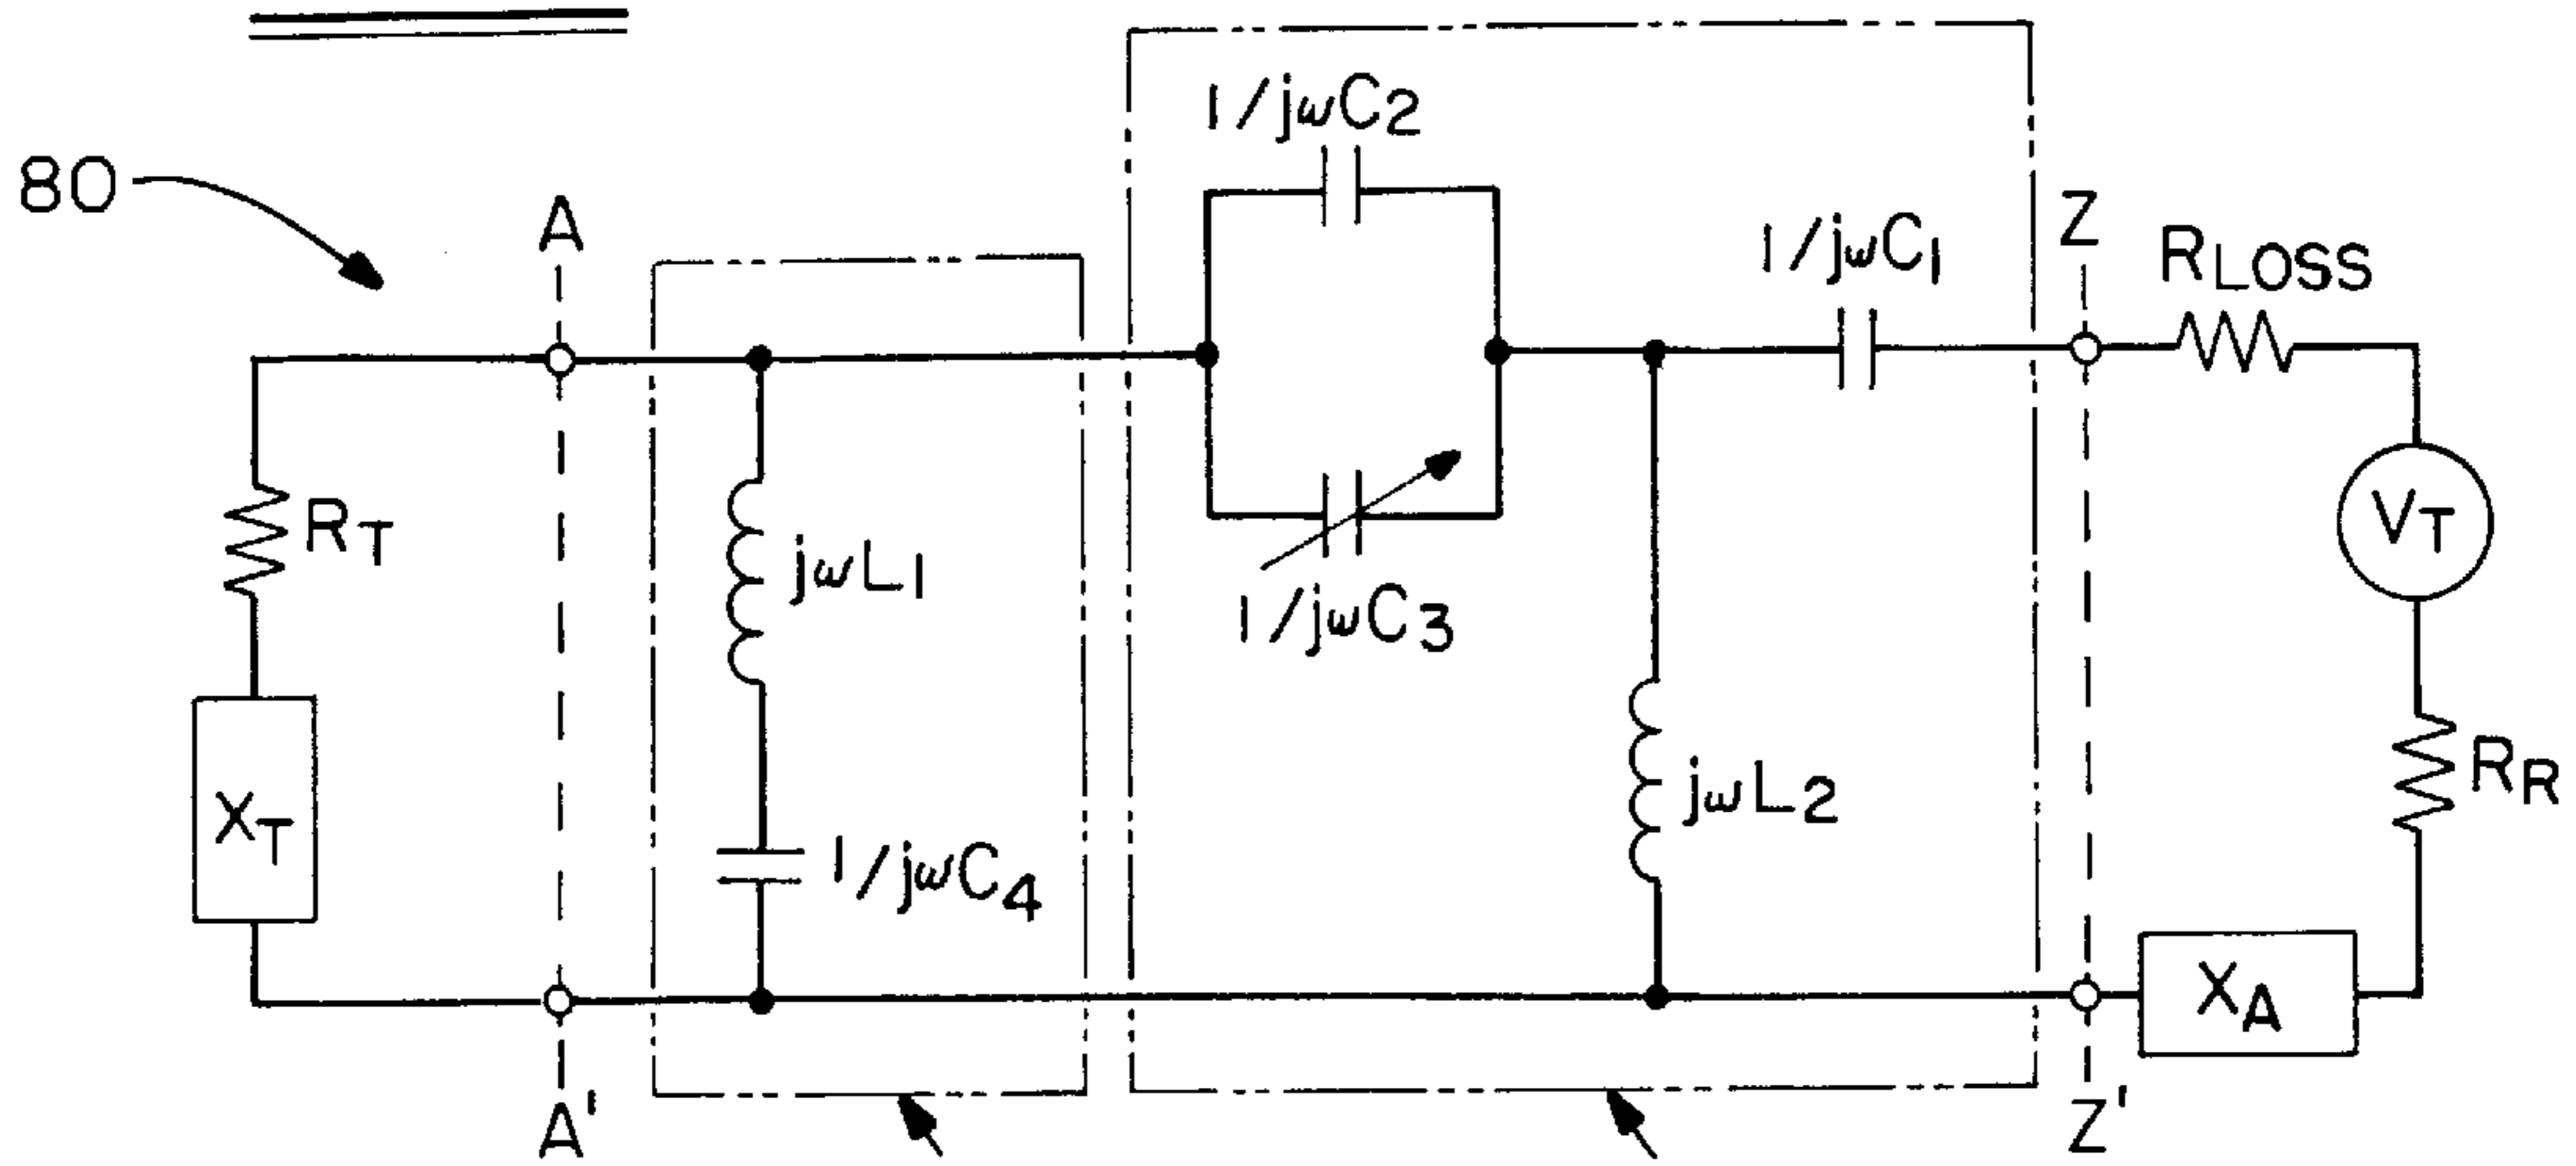 1/jωC2
80
A
Z
1/jωC1
RLOSS
RT
jωL1
1/jωC3
VT
XT
1/jωC4
jωL2
RR
XA
A'
Z'